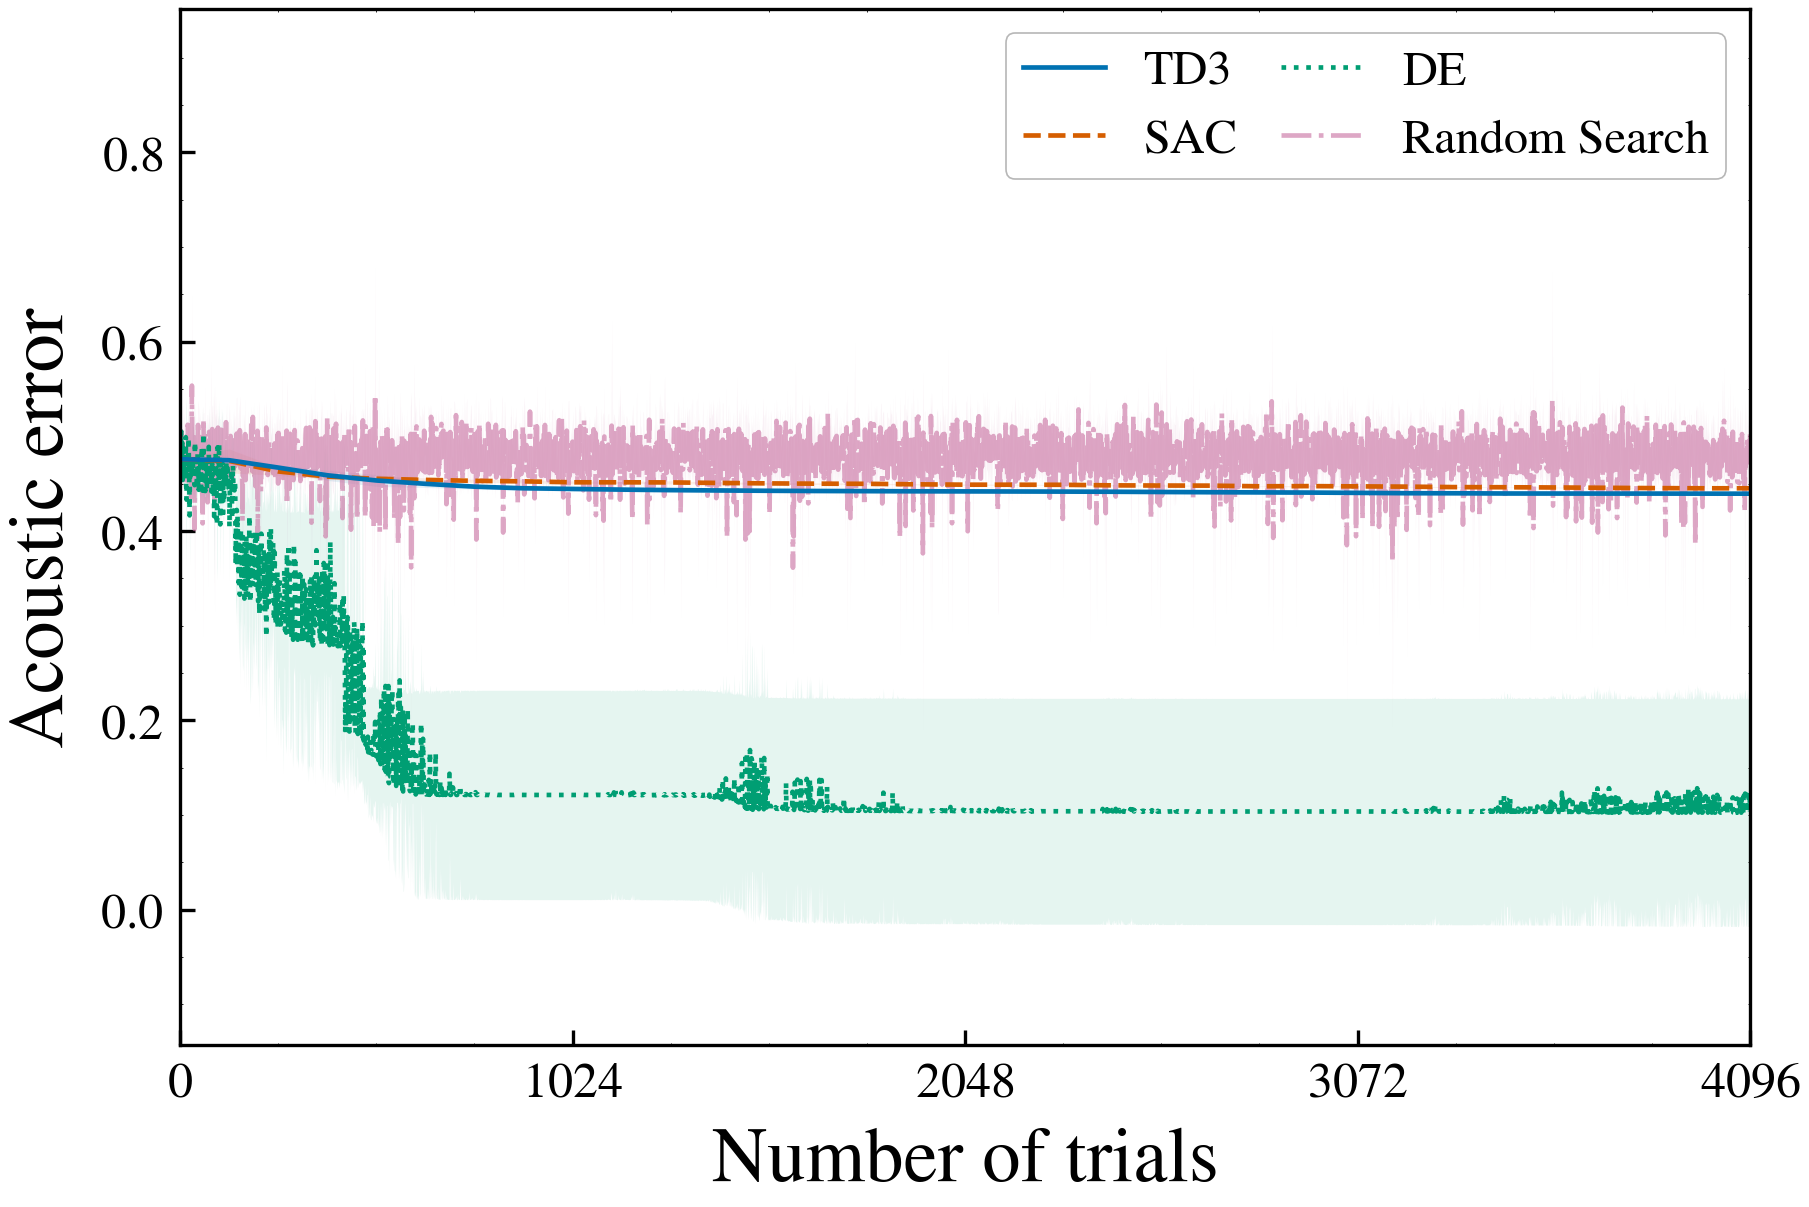 TD3
DE
SAC
Random Search
0.8
0.6
0.4
0.2
0.0
Acoustic error
0
1024
2048
3072
4096
Number of trials